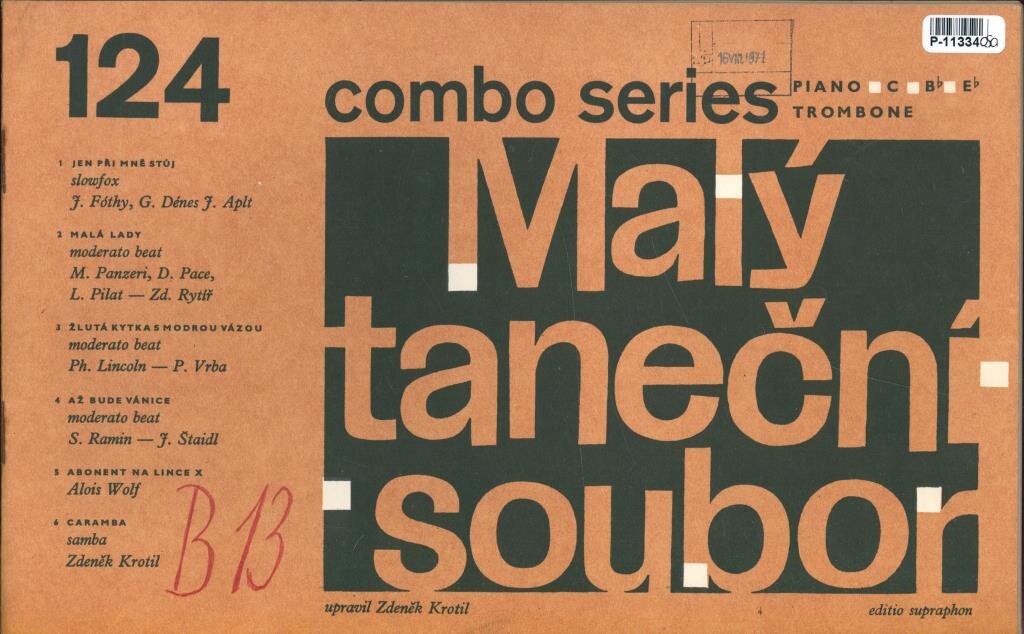 124
combo series
PIANO C B♭ E♭
TROMBONE
16 VIII 1971
P-11334
1 JEN PŘI MNĚ STŮJ
slowfox
J. Fóthy, G. Dénes J. Aplt
2 MALÁ LADY
moderato beat
M. Panzeri, D. Pace,
L. Pilat — Zd. Rytíř
3 ŽLUTÁ KYTKA S MODROU VÁZOU
moderato beat
Ph. Lincoln — P. Vrba
4 AŽ BUDE VÁNICE
moderato beat
S. Ramin — J. Štaidl
5 ABONENT NA LINCE X
Alois Wolf
6 CARAMBA
samba
Zdeněk Krotil
B 13
Malý
taneční
soubor
upravil Zdeněk Krotil
editio supraphon